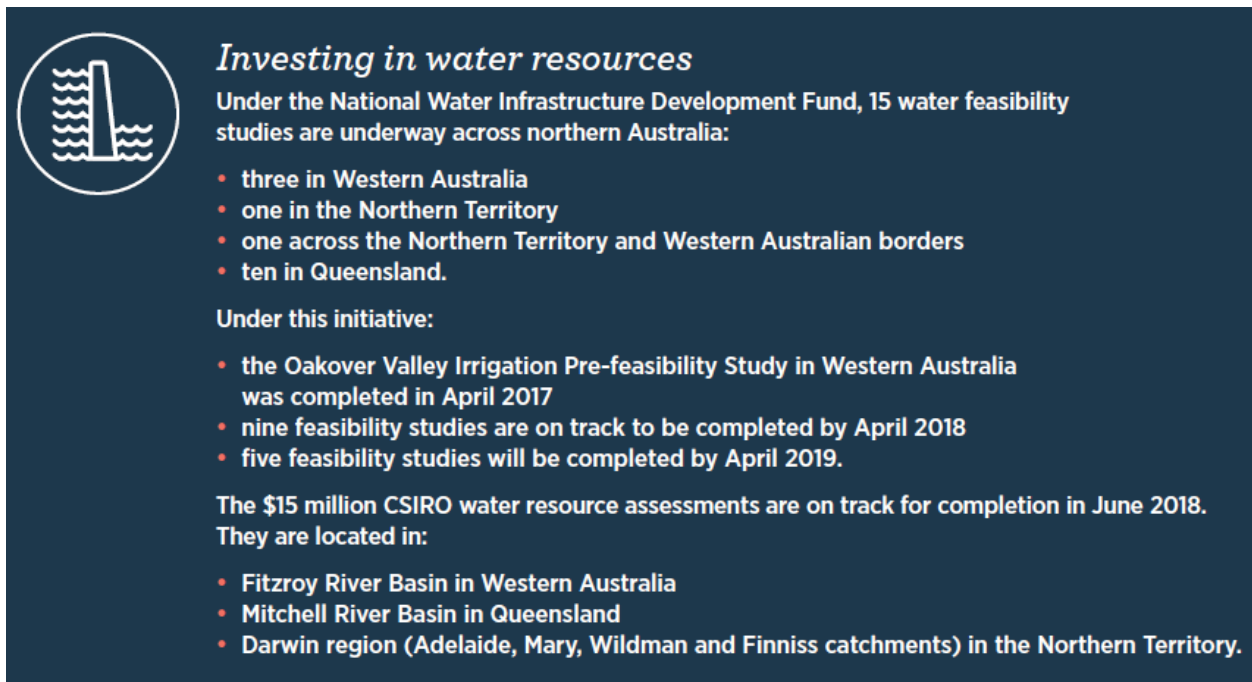 Investing in water resources
Under the National Water Infrastructure Development Fund, 15 water feasibility
studies are underway across northern Australia:
• three in Western Australia
• one in the Northern Territory
• one across the Northern Territory and Western Australian borders
• ten in Queensland.
Under this initiative:
• the Oakover Valley Irrigation Pre-feasibility Study in Western Australia
was completed in April 2017
• nine feasibility studies are on track to be completed by April 2018
• five feasibility studies will be completed by April 2019.
The $15 million CSIRO water resource assessments are on track for completion in June 2018.
They are located in:
• Fitzroy River Basin in Western Australia
• Mitchell River Basin in Queensland
• Darwin region (Adelaide, Mary, Wildman and Finniss catchments) in the Northern Territory.